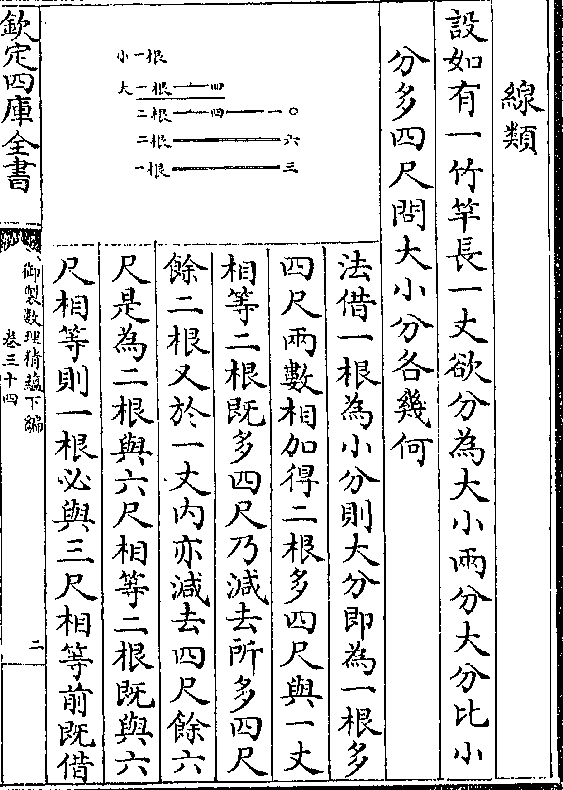 線類
設如有一竹竿長一丈欲分為大小兩分大分比小
分多四尺問大小分各幾何
法借一根為小分則大分即為一根多
四尺兩數相加得二根多四尺與一丈
相等二根既多四尺乃減去所多四尺
餘二根又於一丈内亦減去四尺餘六
尺是為二根與六尺相等二根既與六
尺相等則一根必與三尺相等前既借
小一根
大一根 四
二根 四 一〇
二根 六
一根 三
欽定四庫全書
御製數理精蘊下編
卷三十四
二